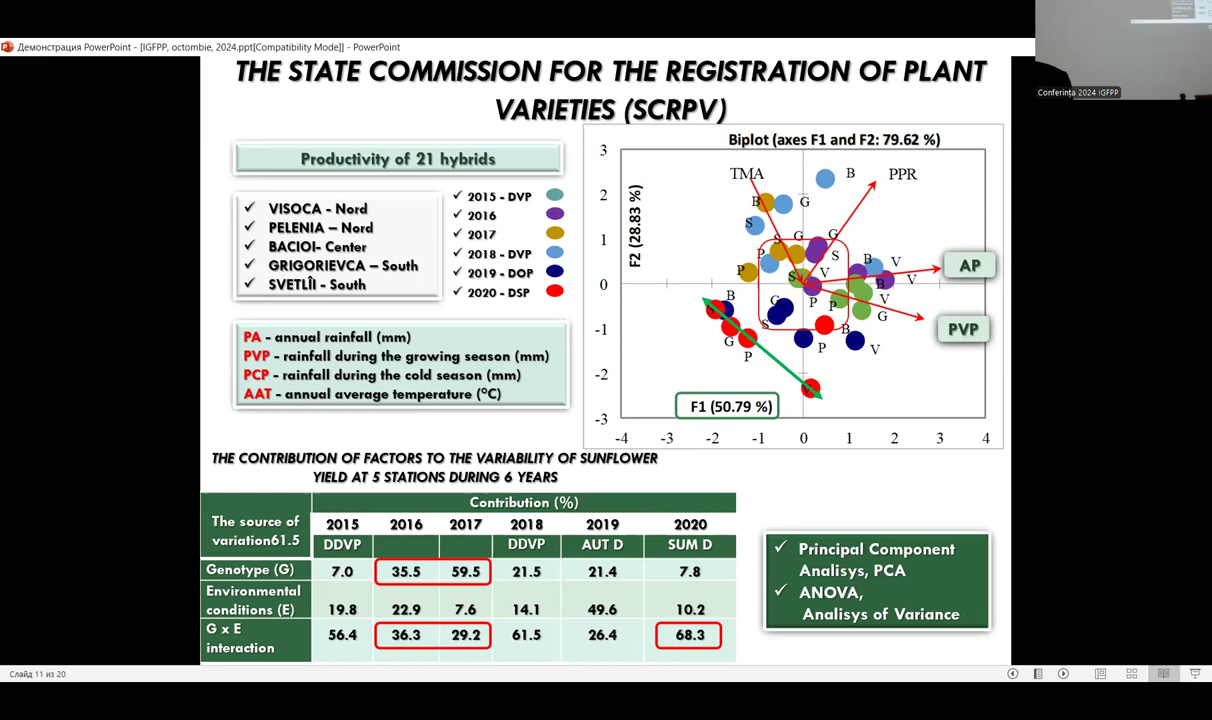 Демонстрация PowerPoint - [IGFPP, octombie, 2024.ppt[Compatibility Mode]] - PowerPoint
Conferința 2024 IGFPP
THE STATE COMMISSION FOR THE REGISTRATION OF PLANT
VARIETIES (SCRPV)
Productivity of 21 hybrids
✓ VISOCA - Nord
✓ PELENIA – Nord
✓ BACIOI- Center
✓ GRIGORIEVCA – South
✓ SVETLÎI - South
✓ 2015 - DVP
✓ 2016
✓ 2017
✓ 2018 - DVP
✓ 2019 - DOP
✓ 2020 - DSP
PA - annual rainfall (mm)
PVP - rainfall during the growing season (mm)
PCP - rainfall during the cold season (mm)
AAT - annual average temperature (°C)
Biplot (axes F1 and F2: 79.62 %)
F2 (28.83 %)
3
2
1
0
-1
-2
-3
TMA
B
PPR
B
G
S
S
G
G
P
S
B
V
P
S
V
V
B
B
G
P
P
V
S
G
G
B
P
P
V
AP
PVP
F1 (50.79 %)
-4 -3 -2 -1 0 1 2 3 4
THE CONTRIBUTION OF FACTORS TO THE VARIABILITY OF SUNFLOWER
YIELD AT 5 STATIONS DURING 6 YEARS
The source of
variation61.5
Contribution (%)
2015 2016 2017 2018 2019 2020
DDVP DDVP AUT D SUM D
Genotype (G) 7.0 35.5 59.5 21.5 21.4 7.8
Environmental
conditions (E) 19.8 22.9 7.6 14.1 49.6 10.2
G x E
interaction 56.4 36.3 29.2 61.5 26.4 68.3
✓ Principal Component
Analisys, PCA
✓ ANOVA,
Analisys of Variance
Слайд 11 из 20